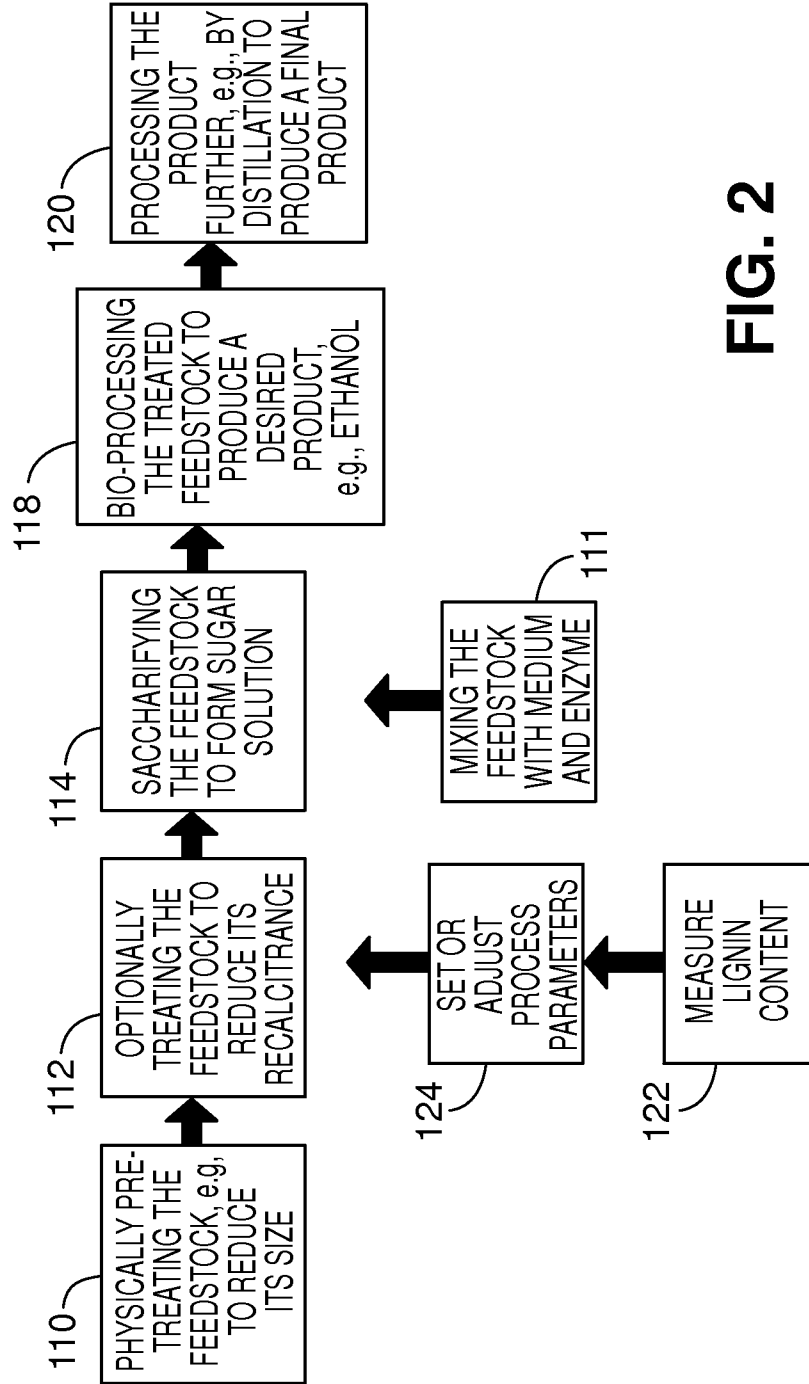 110
PHYSICALLY PRE-
TREATING THE
FEEDSTOCK, e.g,
TO REDUCE
ITS SIZE
112
OPTIONALLY
TREATING THE
FEEDSTOCK TO
REDUCE ITS
RECALCITRANCE
114
SACCHARIFYING
THE FEEDSTOCK
TO FORM SUGAR
SOLUTION
118
BIO-PROCESSING
THE TREATED
FEEDSTOCK TO
PRODUCE A
DESIRED
PRODUCT,
e.g., ETHANOL
120
PROCESSING THE
PRODUCT
FURTHER, e.g., BY
DISTILLATION TO
PRODUCE A FINAL
PRODUCT
124
SET OR
ADJUST
PROCESS
PARAMETERS
111
MIXING THE
FEEDSTOCK
WITH MEDIUM
AND ENZYME
122
MEASURE
LIGNIN
CONTENT
FIG. 2